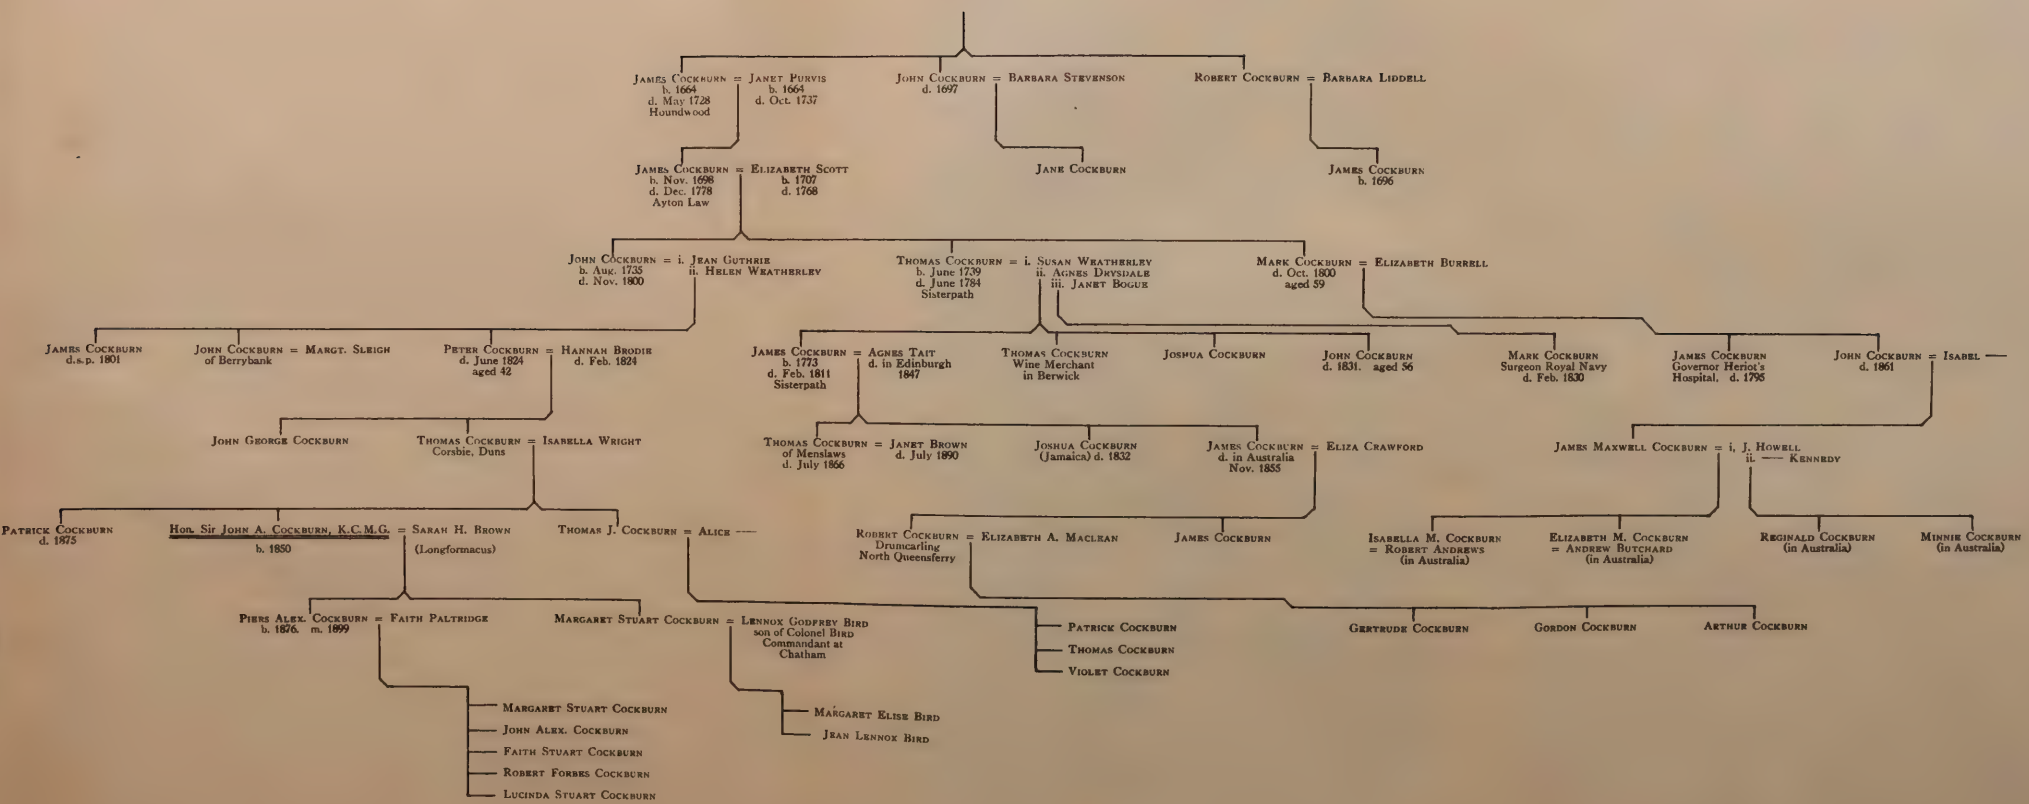 James Cockburn = Janet Purvis
b. 1664
d. May 1728
Houndwood
b. 1664
d. Oct. 1737
John Cockburn = Barbara Stevenson
d. 1697
Robert Cockburn = Barbara Liddell
James Cockburn = Elizabeth Scott
b. Nov. 1698
d. Dec. 1778
Ayton Law
b. 1707
d. 1768
Jane Cockburn
James Cockburn
b. 1696
John Cockburn = i. Jean Guthrie
ii. Helen Weatherley
b. Aug. 1735
d. Nov. 1800
Thomas Cockburn = i. Susan Weatherley
ii. Agnes Drysdale
iii. Janet Bogue
b. June 1739
d. June 1784
Sisterpath
Mark Cockburn = Elizabeth Burrell
d. Oct. 1800
aged 59
James Cockburn
d.s.p. 1801
John Cockburn = Margt. Sleigh
of Berrybank
Peter Cockburn = Hannah Brodie
d. June 1824
aged 42
d. Feb. 1824
James Cockburn = Agnes Tait
b. 1773
d. Feb. 1811
Sisterpath
d. in Edinburgh
1847
Thomas Cockburn
Wine Merchant
in Berwick
Joshua Cockburn
John Cockburn
d. 1831. aged 56
Mark Cockburn
Surgeon Royal Navy
d. Feb. 1830
James Cockburn
Governor Heriot's
Hospital, d. 1795
John Cockburn = Isabel —
d. 1861
John George Cockburn
Thomas Cockburn = Isabella Wright
Corsbie, Duns
Thomas Cockburn = Janet Brown
of Menslaws
d. July 1866
d. July 1890
Joshua Cockburn
(Jamaica) d. 1832
James Cockburn = Eliza Crawford
d. in Australia
Nov. 1855
James Maxwell Cockburn = i, J. Howell
ii. — Kennedy
Patrick Cockburn
d. 1875
Hon. Sir John A. Cockburn, K.C.M.G. = Sarah H. Brown
b. 1850
(Longformacus)
Thomas J. Cockburn = Alice —
Robert Cockburn = Elizabeth A. Maclean
Drumcarling
North Queensferry
James Cockburn
Isabella M. Cockburn
= Robert Andrews
(in Australia)
Elizabeth M. Cockburn
= Andrew Butchard
(in Australia)
Reginald Cockburn
(in Australia)
Minnie Cockburn
(in Australia)
Piers Alex. Cockburn = Faith Paltridge
b. 1876. m. 1899
Margaret Stuart Cockburn = Lennox Godfrey Bird
son of Colonel Bird
Commandant at
Chatham
Patrick Cockburn
Thomas Cockburn
Violet Cockburn
Gertrude Cockburn
Gordon Cockburn
Arthur Cockburn
Margaret Stuart Cockburn
John Alex. Cockburn
Faith Stuart Cockburn
Robert Forbes Cockburn
Lucinda Stuart Cockburn
Margaret Elise Bird
Jean Lennox Bird